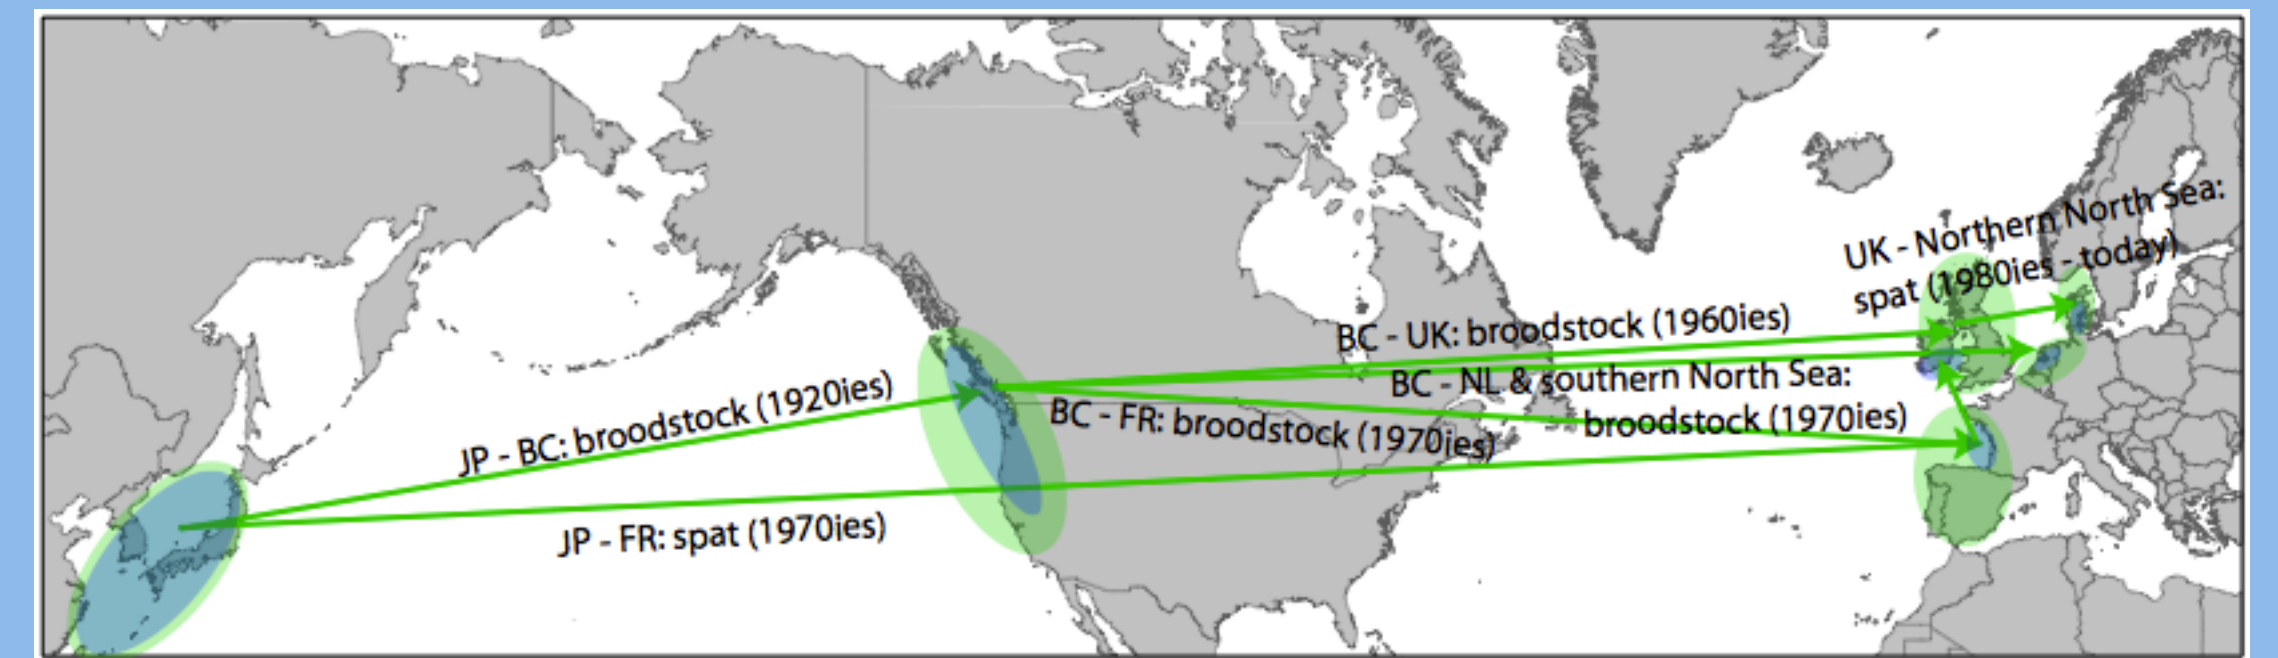 UK - Northern North Sea:
spat (1980ies - today)
BC - UK: broodstock (1960ies)
BC - NL & southern North Sea:
broodstock (1970ies)
JP - BC: broodstock (1920ies)
BC - FR: broodstock (1970ies)
JP - FR: spat (1970ies)